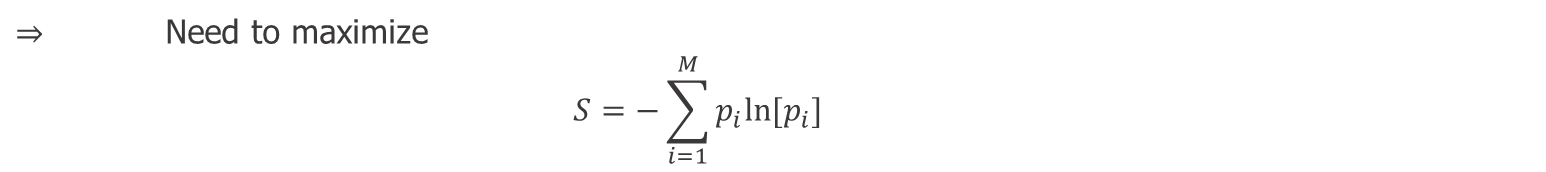 ⇒ Need to maximize
S = − ∑_{i=1}^{M} p_i ln[p_i]